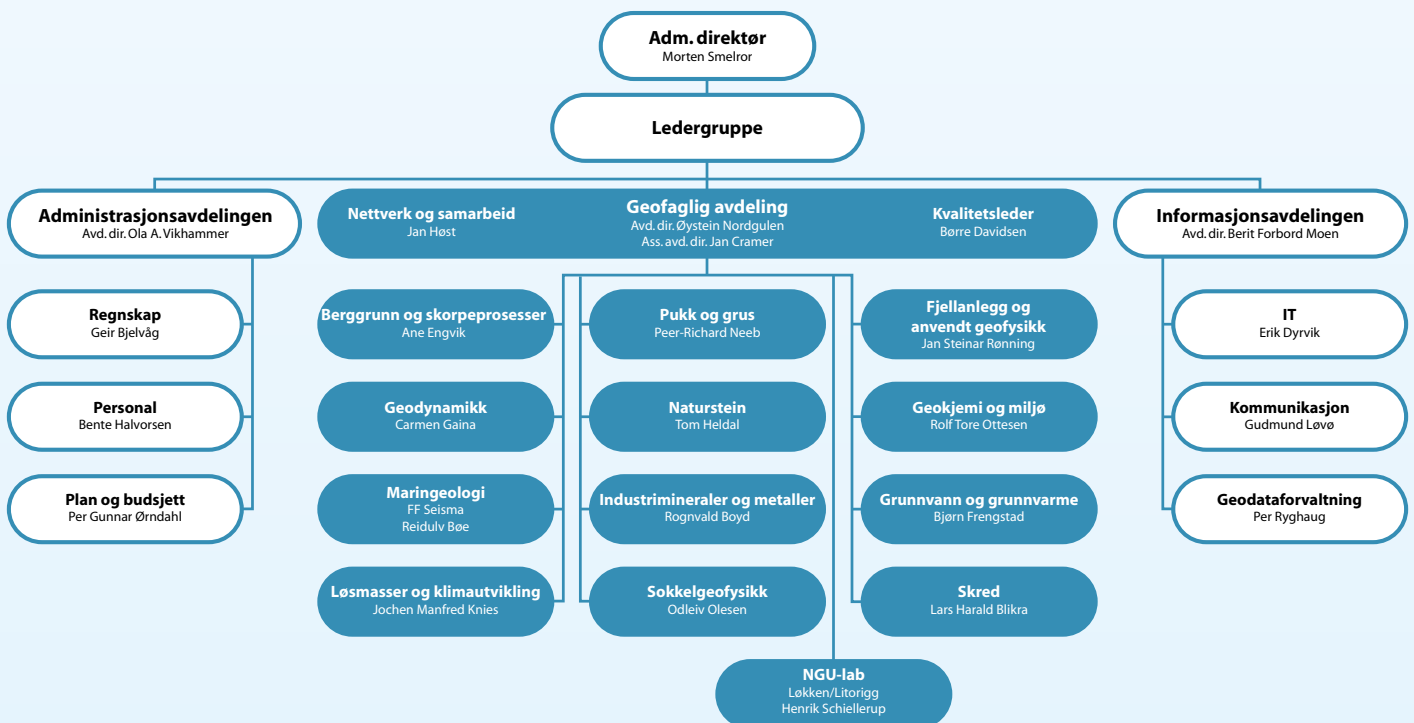 Adm. direktør
Morten Smelror
Ledergruppe
Administrasjonsavdelingen
Avd. dir. Ola A. Vikhammer
Nettverk og samarbeid
Jan Høst
Geofaglig avdeling
Avd. dir. Øystein Nordgulen
Ass. avd. dir. Jan Cramer
Kvalitetsleder
Børre Davidsen
Informasjonsavdelingen
Avd. dir. Berit Forbord Moen
Regnskap
Geir Bjelvåg
Berggrunn og skorpeprosesser
Ane Engvik
Pukk og grus
Peer-Richard Neeb
Fjellanlegg og
anvendt geofysikk
Jan Steinar Rønning
IT
Erik Dyrvik
Personal
Bente Halvorsen
Geodynamikk
Carmen Gaina
Naturstein
Tom Heldal
Geokjemi og miljø
Rolf Tore Ottesen
Kommunikasjon
Gudmund Løvø
Plan og budsjett
Per Gunnar Ørndahl
Maringeologi
FF Seisma
Reidulv Bøe
Industrimineraler og metaller
Rognvald Boyd
Grunnvann og grunnvarme
Bjørn Frengstad
Geodataforvaltning
Per Ryghaug
Løsmasser og klimautvikling
Jochen Manfred Knies
Sokkelgeofysikk
Odleiv Olesen
Skred
Lars Harald Blikra
NGU-lab
Løkken/Litorigg
Henrik Schiellerup